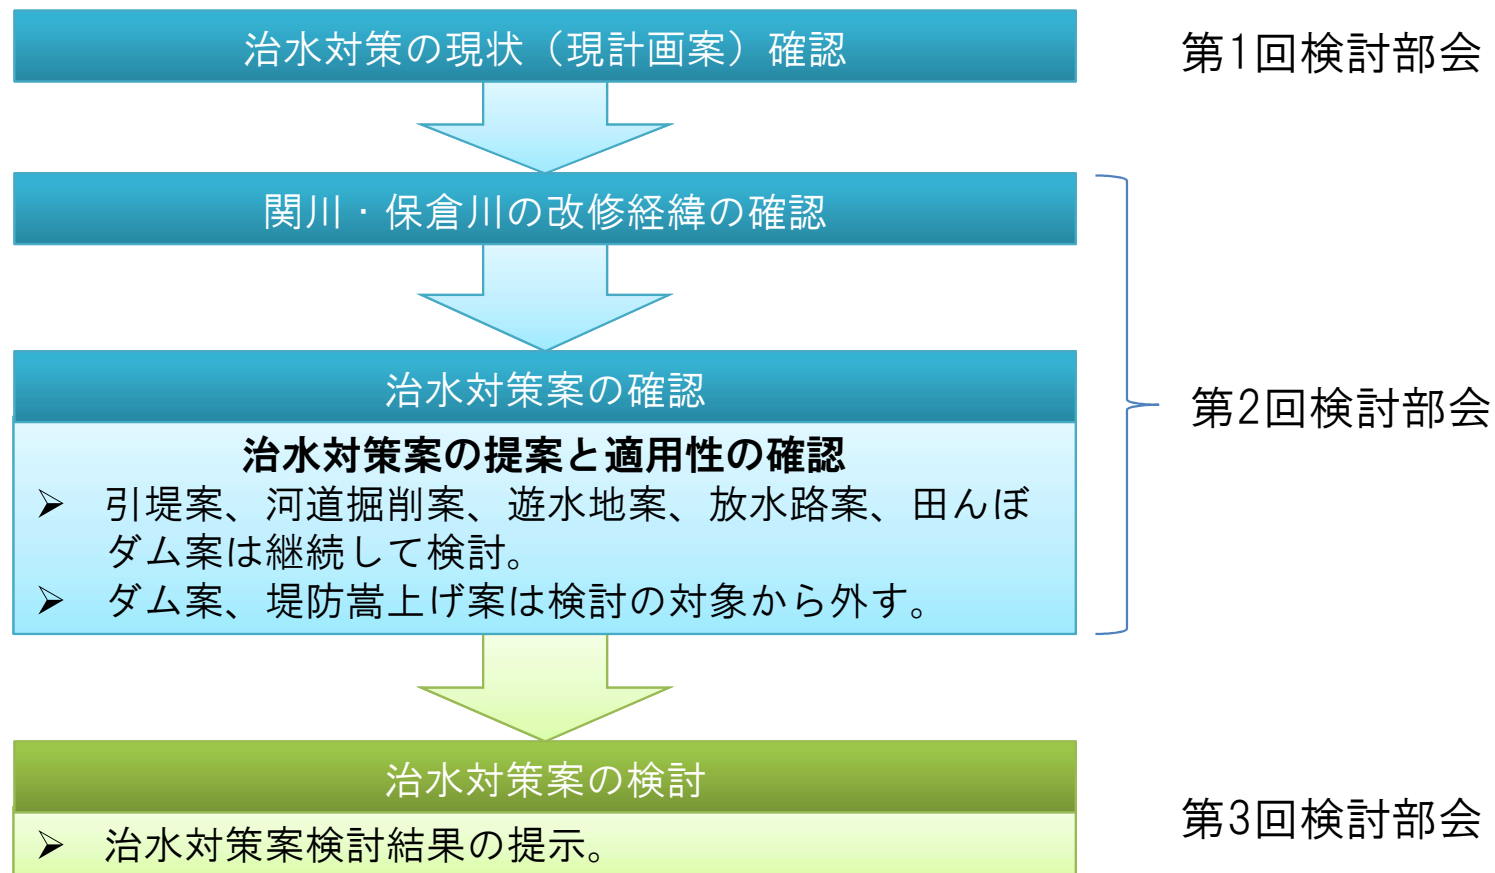 治水対策の現状（現計画案）確認
第1回検討部会
関川・保倉川の改修経緯の確認
治水対策案の確認
治水対策案の提案と適用性の確認
➢ 引堤案、河道掘削案、遊水地案、放水路案、田んぼ
ダム案は継続して検討。
➢ ダム案、堤防嵩上げ案は検討の対象から外す。
第2回検討部会
治水対策案の検討
➢ 治水対策案検討結果の提示。
第3回検討部会